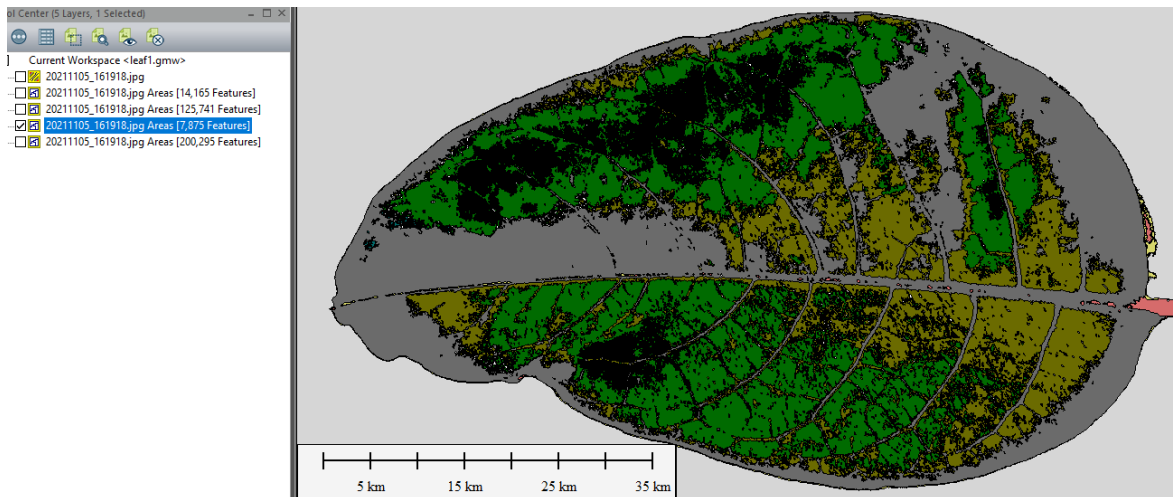 ol Center (5 Layers, 1 Selected)
Current Workspace <leaf1.gmw>
20211105_161918.jpg
20211105_161918.jpg Areas [14,165 Features]
20211105_161918.jpg Areas [125,741 Features]
20211105_161918.jpg Areas [7,875 Features]
20211105_161918.jpg Areas [200,295 Features]
5 km 15 km 25 km 35 km